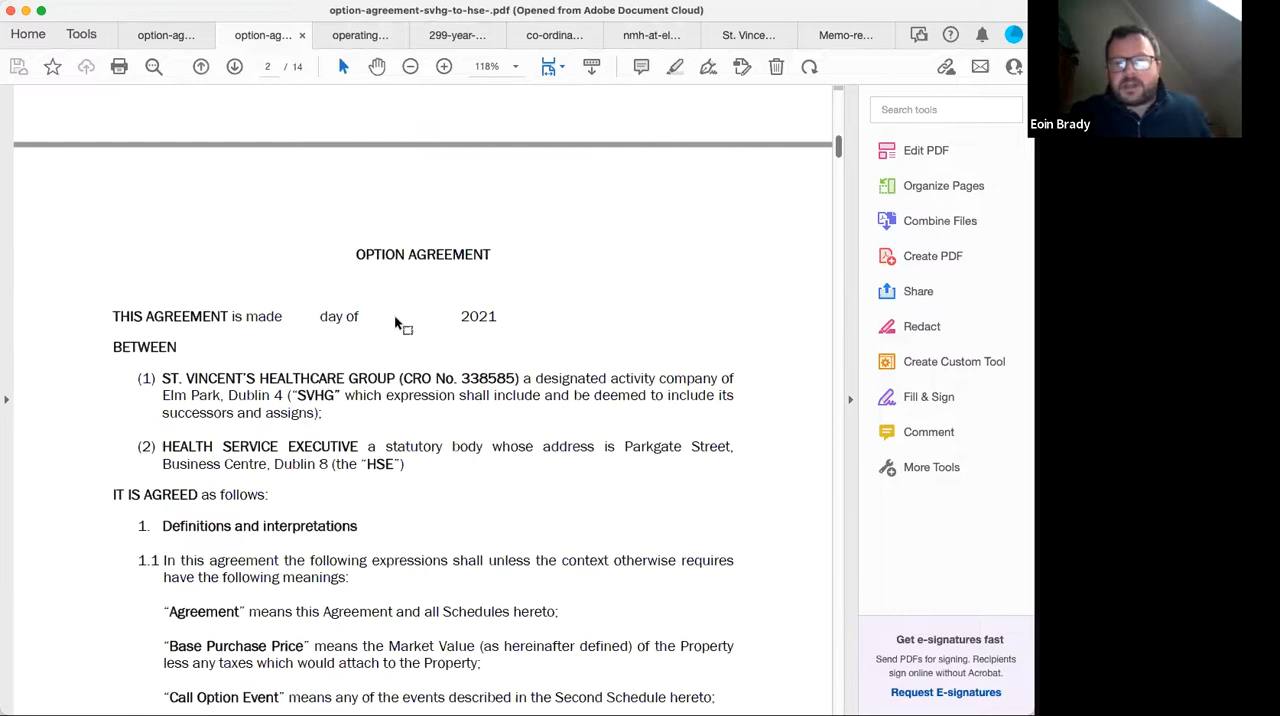 option-agreement-svhg-to-hse-.pdf (Opened from Adobe Document Cloud)
Home Tools option-ag... option-ag... × operating... 299-year-... co-ordina... nmh-at-el... St. Vince... Memo-re...
2 / 14 118%
Eoin Brady
Search tools
Edit PDF
Organize Pages
Combine Files
Create PDF
Share
Redact
Create Custom Tool
Fill & Sign
Comment
More Tools
Get e-signatures fast
Send PDFs for signing. Recipients
sign online without Acrobat.
Request E-signatures
OPTION AGREEMENT
THIS AGREEMENT is made day of 2021
BETWEEN
(1) ST. VINCENT'S HEALTHCARE GROUP (CRO No. 338585) a designated activity company of
Elm Park, Dublin 4 ("SVHG" which expression shall include and be deemed to include its
successors and assigns);
(2) HEALTH SERVICE EXECUTIVE a statutory body whose address is Parkgate Street,
Business Centre, Dublin 8 (the "HSE")
IT IS AGREED as follows:
1. Definitions and interpretations
1.1 In this agreement the following expressions shall unless the context otherwise requires
have the following meanings:
"Agreement" means this Agreement and all Schedules hereto;
"Base Purchase Price" means the Market Value (as hereinafter defined) of the Property
less any taxes which would attach to the Property;
"Call Option Event" means any of the events described in the Second Schedule hereto;